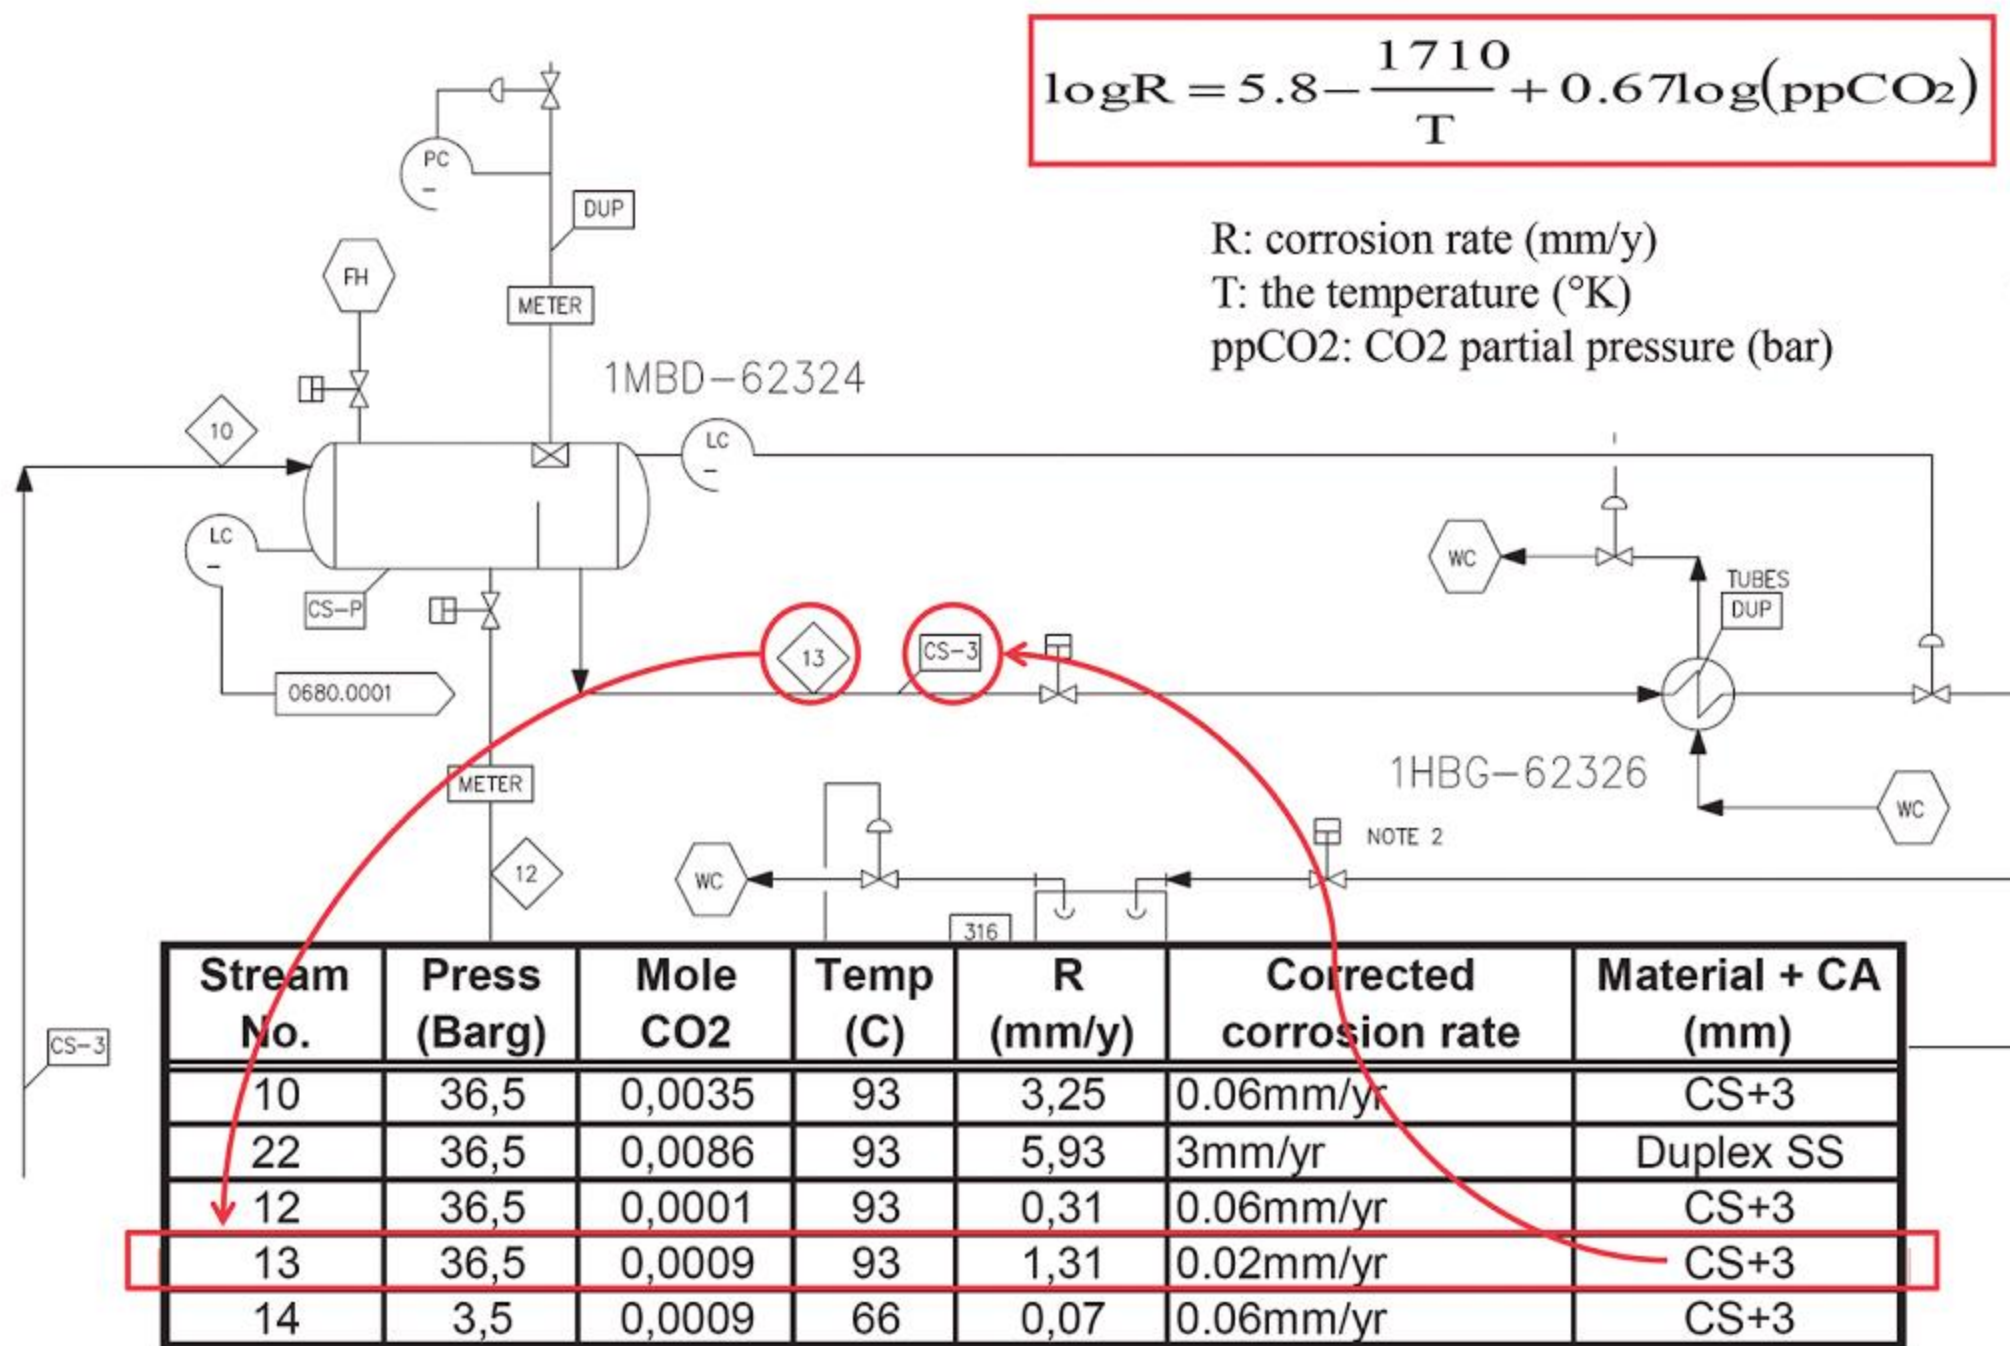 logR = 5.8 − 1710/T + 0.67log(ppCO₂)
R: corrosion rate (mm/y)
T: the temperature (°K)
ppCO2: CO2 partial pressure (bar)
PC
–
DUP
FH
METER
1MBD–62324
10
LC
–
LC
–
CS–P
0680.0001
13
CS–3
WC
TUBES
DUP
1HBG–62326
WC
METER
12
WC
NOTE 2
316
CS–3
Stream No. Press (Barg) Mole CO2 Temp (C) R (mm/y) Corrected corrosion rate Material + CA (mm)
10 36,5 0,0035 93 3,25 0.06mm/yr CS+3
22 36,5 0,0086 93 5,93 3mm/yr Duplex SS
12 36,5 0,0001 93 0,31 0.06mm/yr CS+3
13 36,5 0,0009 93 1,31 0.02mm/yr CS+3
14 3,5 0,0009 66 0,07 0.06mm/yr CS+3